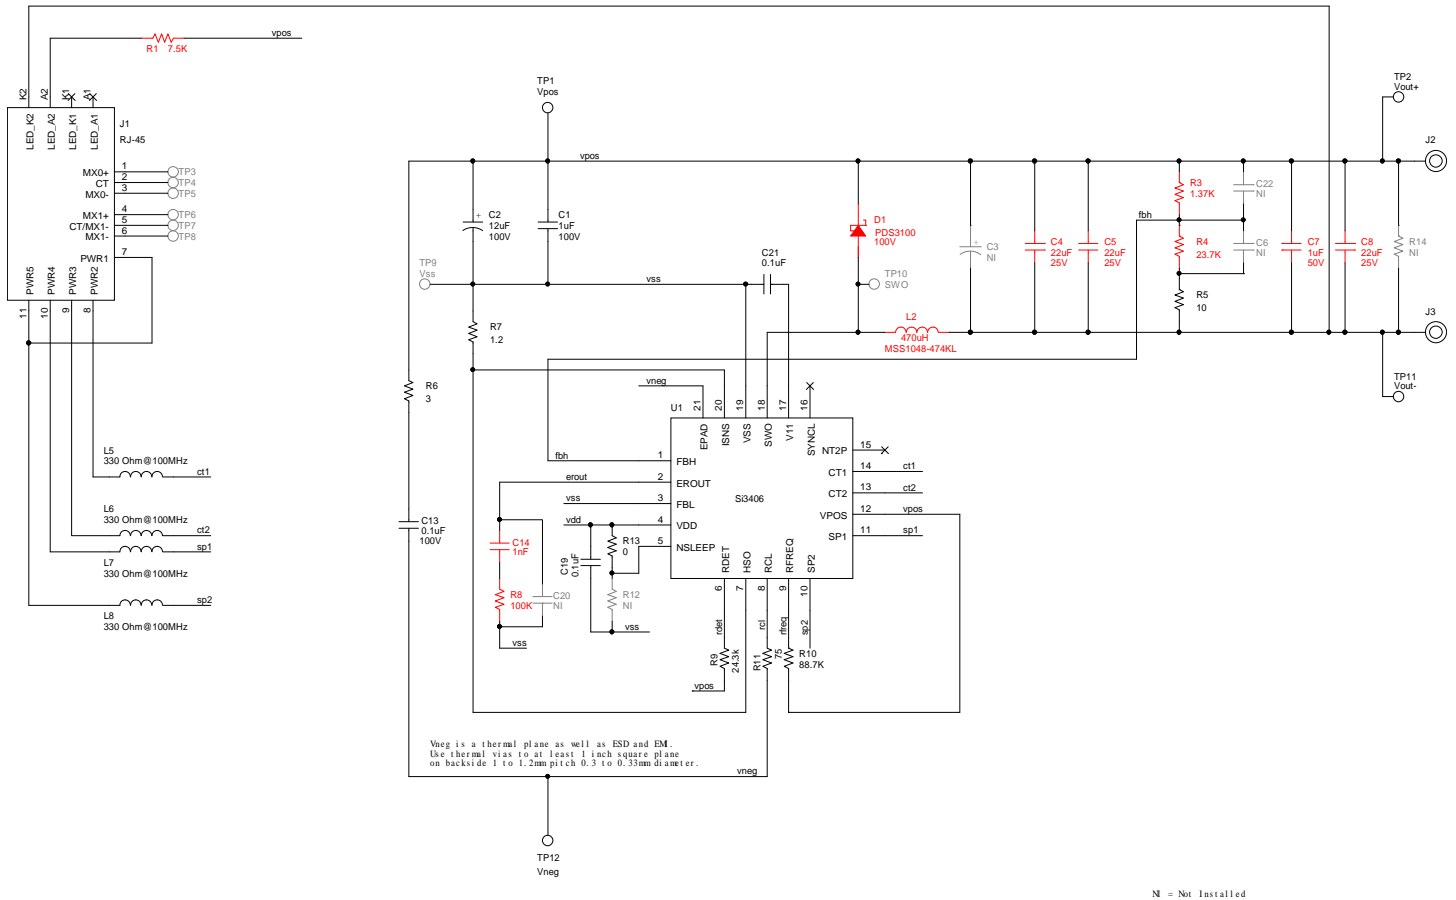 R1 7.5K
vpos
K2
A2
K1
A1
LED_K2
LED_A2
LED_K1
LED_A1
J1
RJ-45
MX0+
1
TP3
CT
2
TP4
MX0-
3
TP5
MX1+
4
TP6
CT/MX1-
5
TP7
MX1-
6
TP8
PWR1
7
PWR5
PWR4
PWR3
PWR2
11
10
9
8
L5
330 Ohm@100MHz
ct1
L6
330 Ohm@100MHz
ct2
sp1
L7
330 Ohm@100MHz
sp2
L8
330 Ohm@100MHz
TP1
Vpos
vpos
C2
12uF
100V
+
C1
1uF
100V
TP9
Vss
vss
C21
0.1uF
R7
1.2
R6
3
C13
0.1uF
100V
D1
PDS3100
100V
TP10
SWO
L2
470uH
MSS1048-474KL
C3
NI
+
C4
22uF
25V
C5
22uF
25V
fbh
R3
1.37K
C22
NI
R4
23.7K
C6
NI
R5
10
C7
1uF
50V
C8
22uF
25V
R14
NI
TP2
Vout+
J2
J3
TP11
Vout-
vneg
U1
21
20
19
18
17
16
EPAD
ISNS
VSS
SWO
V11
SYNCL
fbh
1
FBH
erout
2
EROUT
vss
3
FBL
vdd
4
VDD
5
NSLEEP
Si3406
NT2P
15
CT1
14
ct1
CT2
13
ct2
VPOS
12
vpos
SP1
11
sp1
RDET
HSO
RCL
RFREQ
SP2
6
7
8
9
10
rdet
rcl
rfreq
sp2
R9
24.3k
R11
75
R10
88.7K
vpos
C14
1nF
R8
100K
C20
NI
vss
C19
0.1uF
R13
0
R12
NI
vss
Vneg is a thermal plane as well as ESD and EMI.
Use thermal vias to at least 1 inch square plane
on backside 1 to 1.2mm pitch 0.3 to 0.33mm diameter.
vneg
TP12
Vneg
NI = Not Installed